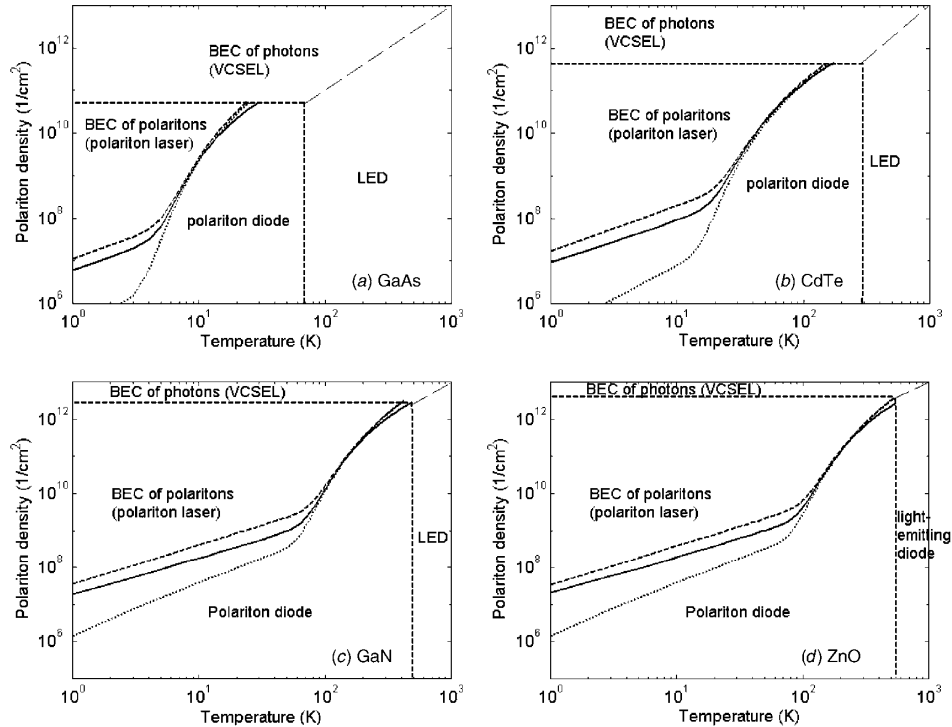 Polariton density (1/cm²)
10¹²
10¹⁰
10⁸
10⁶
BEC of photons
(VCSEL)
BEC of polaritons
(polariton laser)
LED
polariton diode
(a) GaAs
10⁰
10¹
10²
10³
Temperature (K)
Polariton density (1/cm²)
10¹²
10¹⁰
10⁸
10⁶
BEC of photons
(VCSEL)
BEC of polaritons
(polariton laser)
LED
polariton diode
(b) CdTe
10⁰
10¹
10²
10³
Temperature (K)
Polariton density (1/cm²)
10¹²
10¹⁰
10⁸
10⁶
BEC of photons (VCSEL)
BEC of polaritons
(polariton laser)
LED
Polariton diode
(c) GaN
10⁰
10¹
10²
10³
Temperature (K)
Polariton density (1/cm²)
10¹²
10¹⁰
10⁸
10⁶
BEC of photons (VCSEL)
BEC of polaritons
(polariton laser)
light-
emitting
diode
Polariton diode
(d) ZnO
10⁰
10¹
10²
10³
Temperature (K)